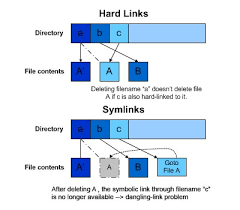 Hard Links
Directory
a b c
File contents
A A B
Deleting filename "a" doesn't delete file
A if c is also hard-linked to it.
Symlinks
Directory
a b c
File contents
A A B Goto
File A
After deleting A , the symbolic link through filename "c"
is no longer available --> dangling-link problem